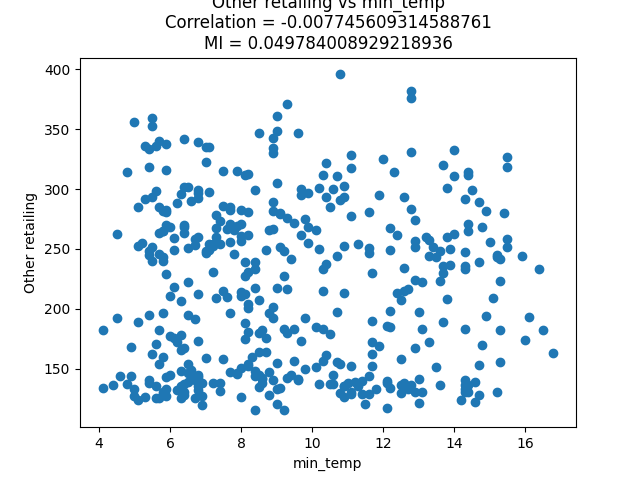 Other retailing vs min_temp
Correlation = -0.007745609314588761
MI = 0.049784008929218936
400
350
300
250
200
150
Other retailing
4 6 8 10 12 14 16
min_temp